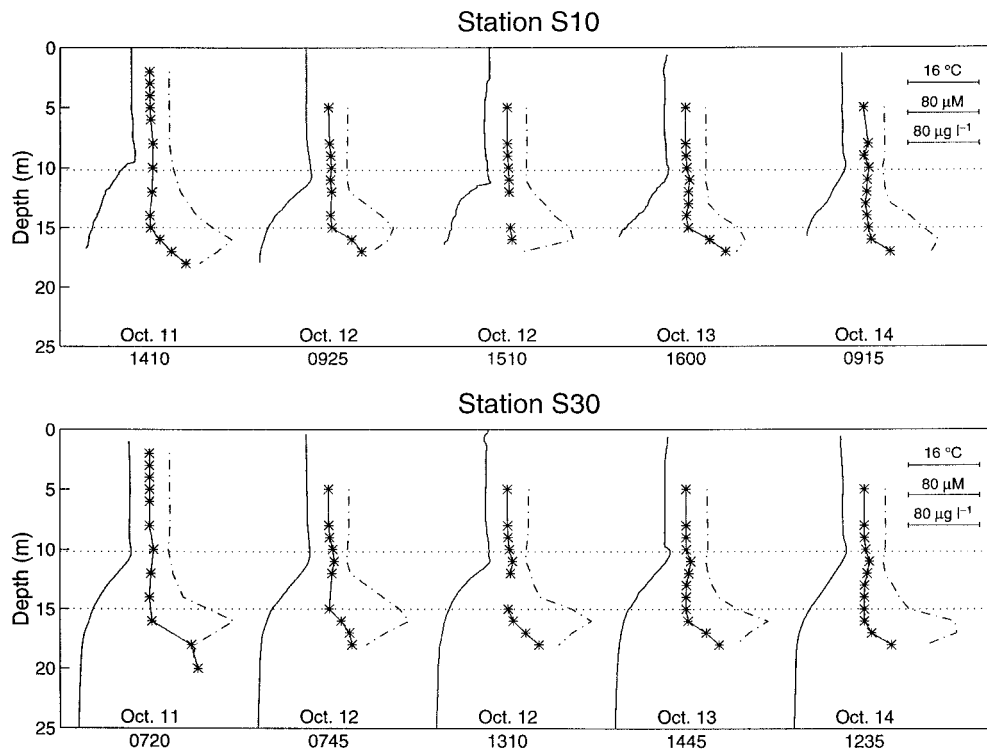 Station S10
0
5
10
15
20
25
Depth (m)
16 °C
80 µM
80 µg l⁻¹
Oct. 11
1410
Oct. 12
0925
Oct. 12
1510
Oct. 13
1600
Oct. 14
0915
Station S30
0
5
10
15
20
25
Depth (m)
16 °C
80 µM
80 µg l⁻¹
Oct. 11
0720
Oct. 12
0745
Oct. 12
1310
Oct. 13
1445
Oct. 14
1235